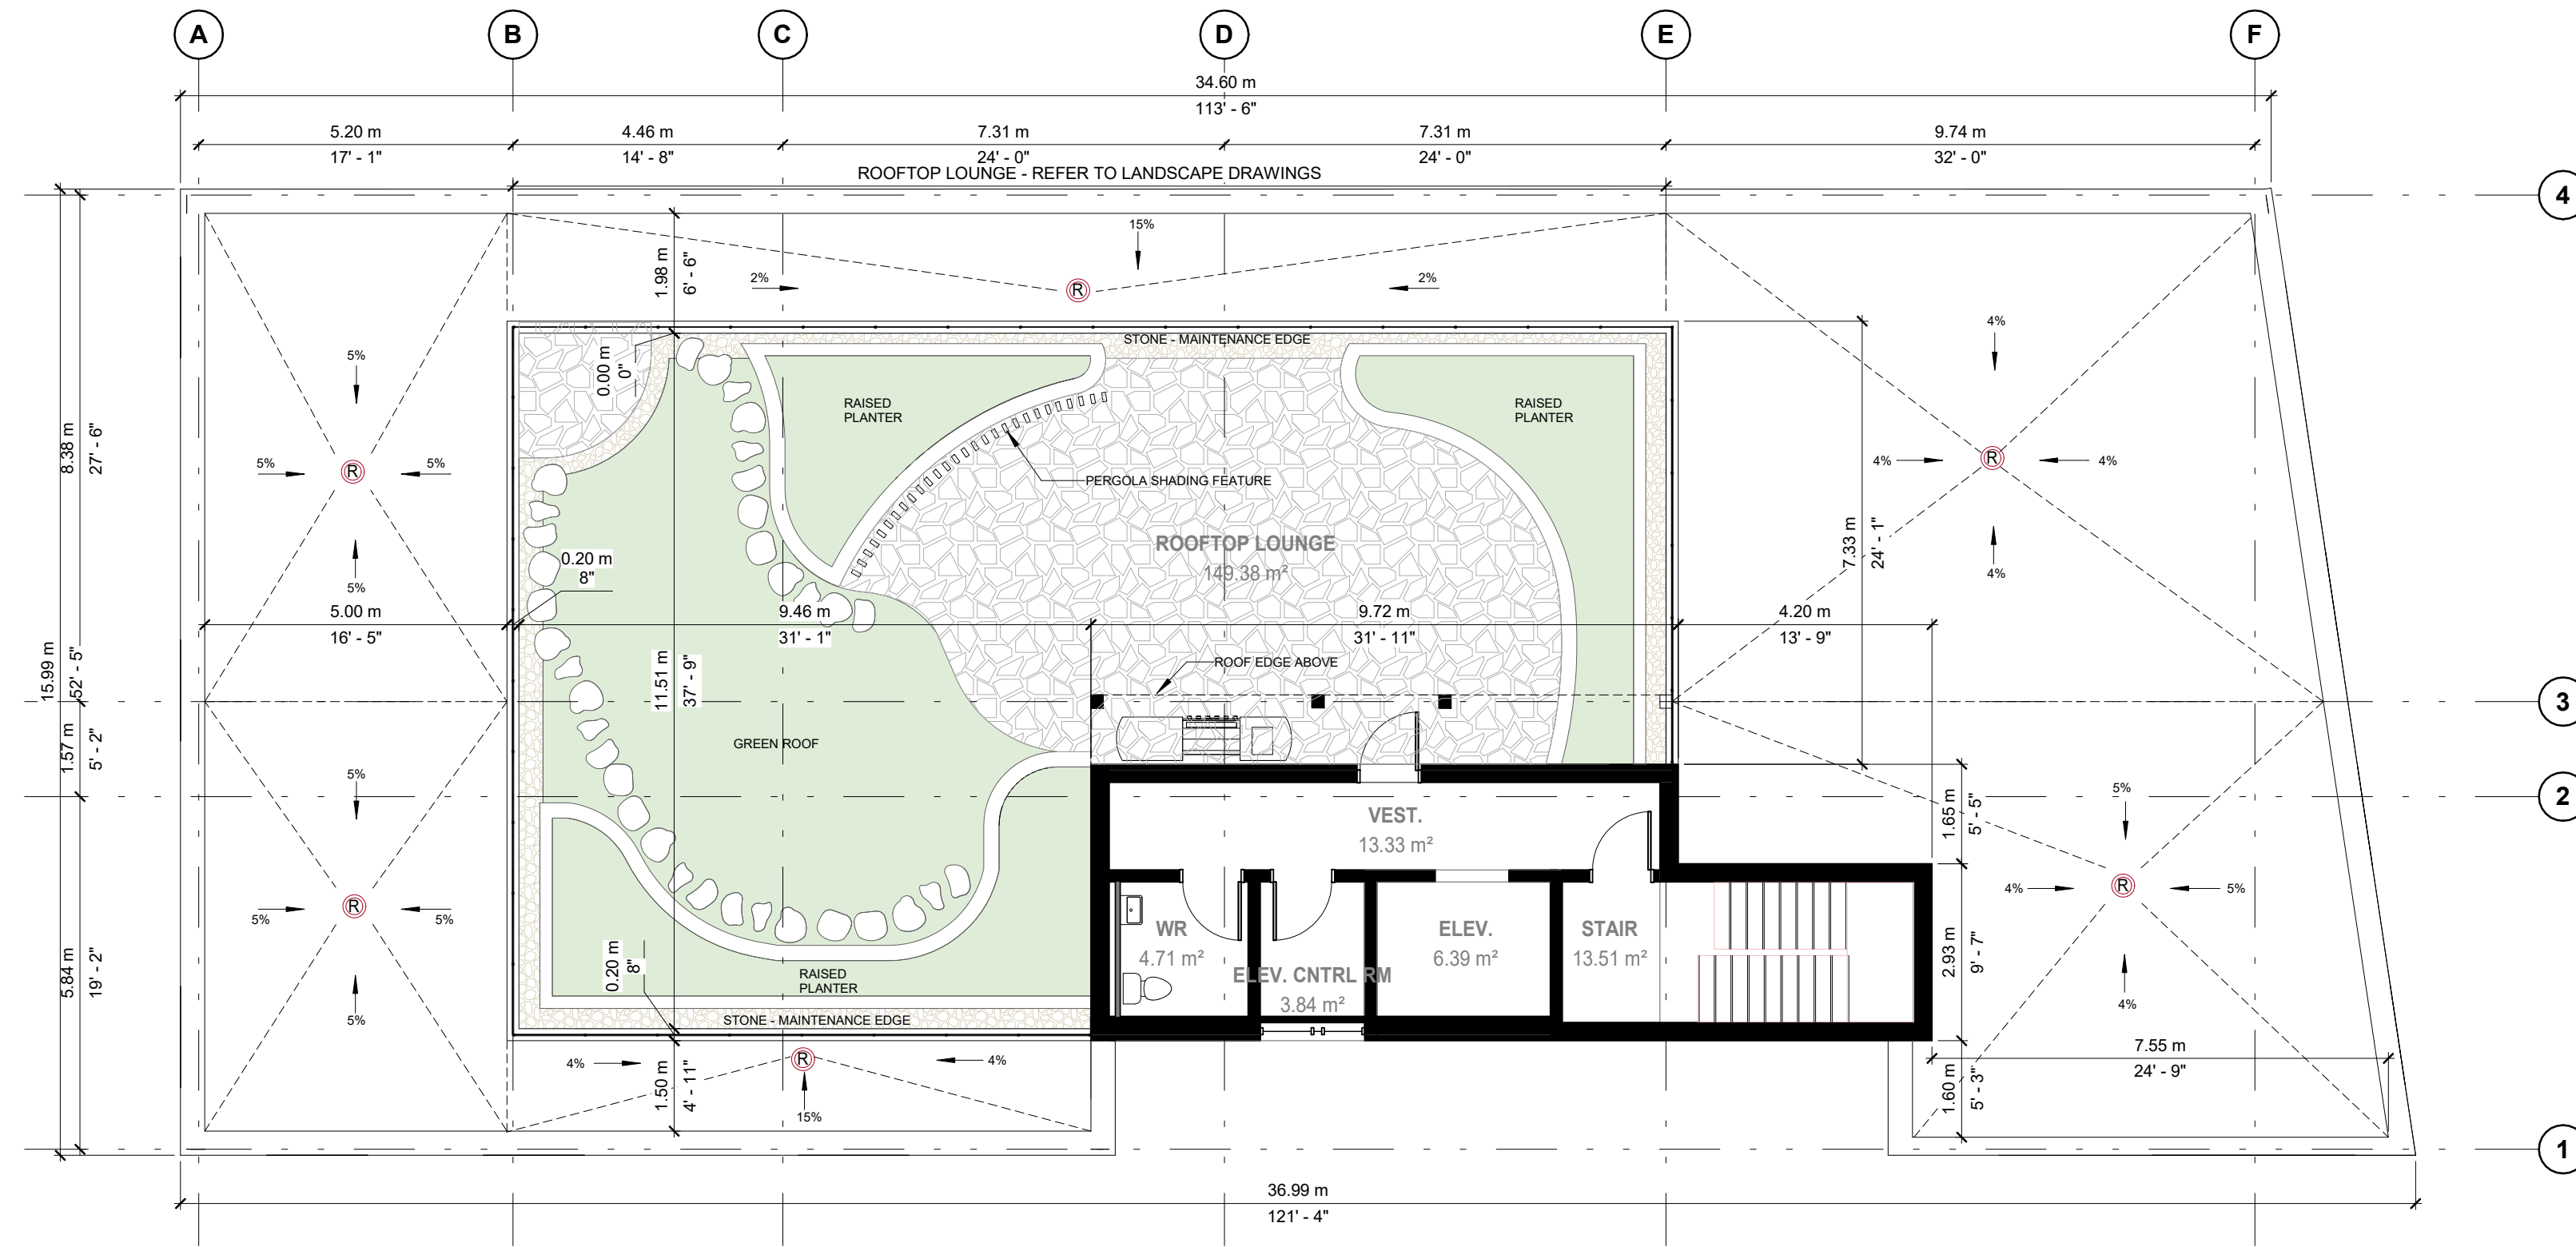 A
B
C
D
E
F
34.60 m
113' - 6"
5.20 m
17' - 1"
4.46 m
14' - 8"
7.31 m
24' - 0"
7.31 m
24' - 0"
9.74 m
32' - 0"
ROOFTOP LOUNGE - REFER TO LANDSCAPE DRAWINGS
4
15%
2%
R
2%
1.98 m
6' - 6"
STONE - MAINTENANCE EDGE
5%
5%
R
5%
5%
8.38 m
27' - 6"
0.00 m
0"
RAISED
PLANTER
RAISED
PLANTER
PERGOLA SHADING FEATURE
4%
4%
R
4%
4%
7.33 m
24' - 1"
ROOFTOP LOUNGE
149.38 m²
0.20 m
8"
5.00 m
16' - 5"
9.46 m
31' - 1"
9.72 m
31' - 11"
4.20 m
13' - 9"
15.99 m
52' - 5"
11.51 m
37' - 9"
ROOF EDGE ABOVE
3
1.57 m
5' - 2"
GREEN ROOF
5%
5%
R
5%
5%
2
VEST.
13.33 m²
1.65 m
5' - 5"
5%
4%
R
5%
4%
WR
4.71 m²
ELEV. CNTRL RM
3.84 m²
ELEV.
6.39 m²
STAIR
13.51 m²
2.93 m
9' - 7"
5.84 m
19' - 2"
0.20 m
8"
RAISED
PLANTER
STONE - MAINTENANCE EDGE
4%
R
4%
15%
1.50 m
4' - 11"
7.55 m
24' - 9"
1.60 m
5' - 3"
1
36.99 m
121' - 4"